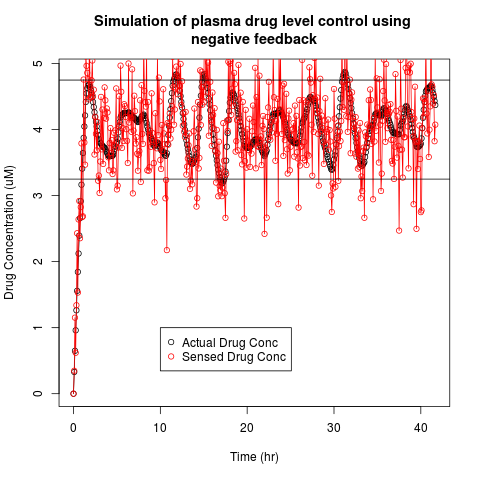 Simulation of plasma drug level control using
negative feedback
5
4
3
2
1
0
Drug Concentration (uM)
Actual Drug Conc
Sensed Drug Conc
0 10 20 30 40
Time (hr)